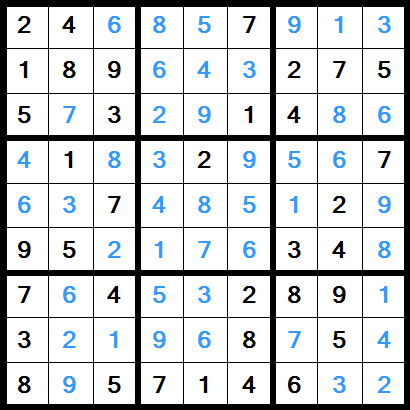 2 4 6 8 5 7 9 1 3
1 8 9 6 4 3 2 7 5
5 7 3 2 9 1 4 8 6
4 1 8 3 2 9 5 6 7
6 3 7 4 8 5 1 2 9
9 5 2 1 7 6 3 4 8
7 6 4 5 3 2 8 9 1
3 2 1 9 6 8 7 5 4
8 9 5 7 1 4 6 3 2